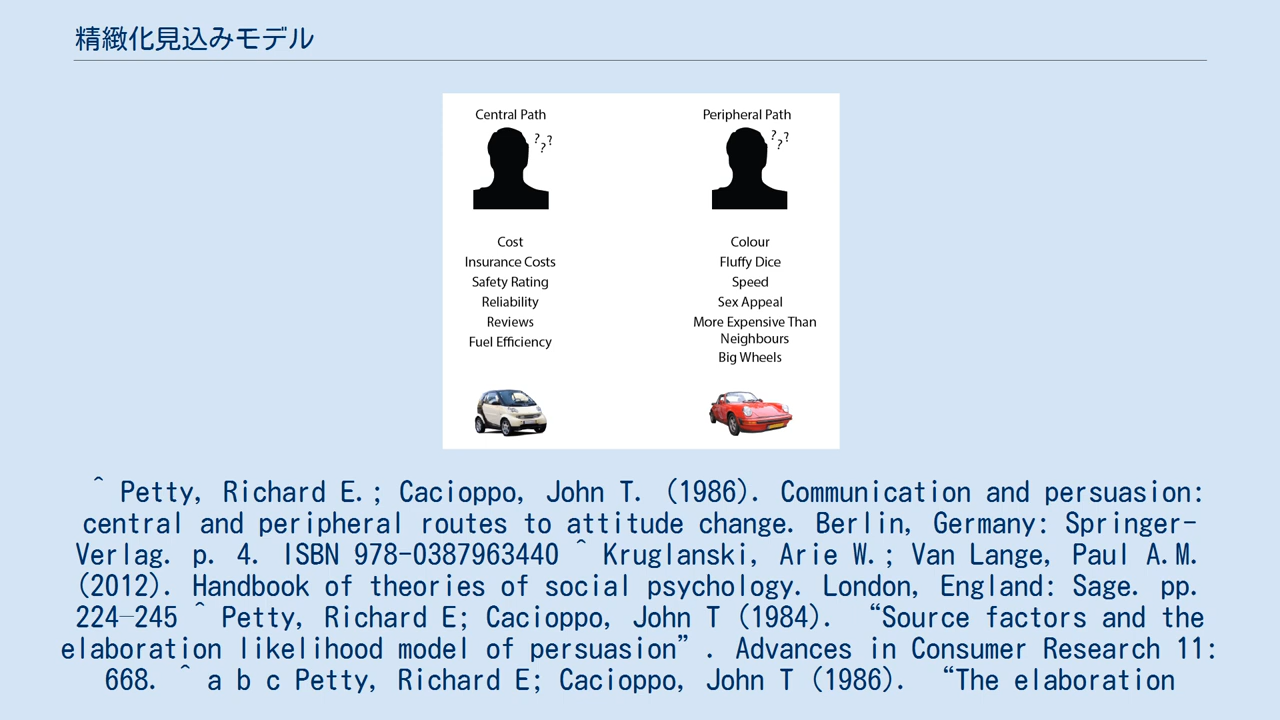 精緻化見込みモデル
Central Path
Peripheral Path
? ? ?
? ? ?
Cost
Insurance Costs
Safety Rating
Reliability
Reviews
Fuel Efficiency
Colour
Fluffy Dice
Speed
Sex Appeal
More Expensive Than
Neighbours
Big Wheels
^ Petty, Richard E.; Cacioppo, John T. (1986). Communication and persuasion:
central and peripheral routes to attitude change. Berlin, Germany: Springer-
Verlag. p. 4. ISBN 978-0387963440 ^ Kruglanski, Arie W.; Van Lange, Paul A.M.
(2012). Handbook of theories of social psychology. London, England: Sage. pp.
224–245 ^ Petty, Richard E; Cacioppo, John T (1984). “Source factors and the
elaboration likelihood model of persuasion”. Advances in Consumer Research 11:
668. ^ a b c Petty, Richard E; Cacioppo, John T (1986). “The elaboration